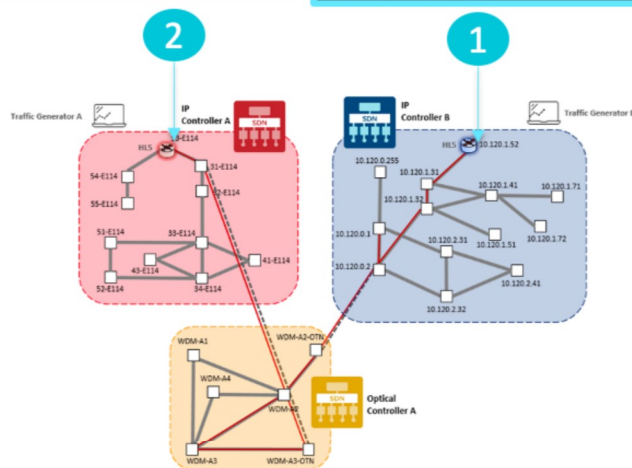 2
1
Traffic Generator A
IP
Controller A
SDN
SDN
IP
Controller B
HL5
HL5
10.120.1.52
31-E114
54-E114
55-E114
51-E114
33-E114
43-E114
41-E114
52-E114
34-E114
10.120.0.255
10.120.1.31
10.120.1.32
10.120.1.41
10.120.1.71
10.120.1.72
10.120.1.51
10.120.0.1
10.120.2.31
10.120.0.2
10.120.2.41
10.120.2.32
WDM-A2-OTN
WDM-A1
WDM-A4
WDM-A2
WDM-A3
WDM-A3-OTN
SDN
Optical
Controller A
Traffic Generator